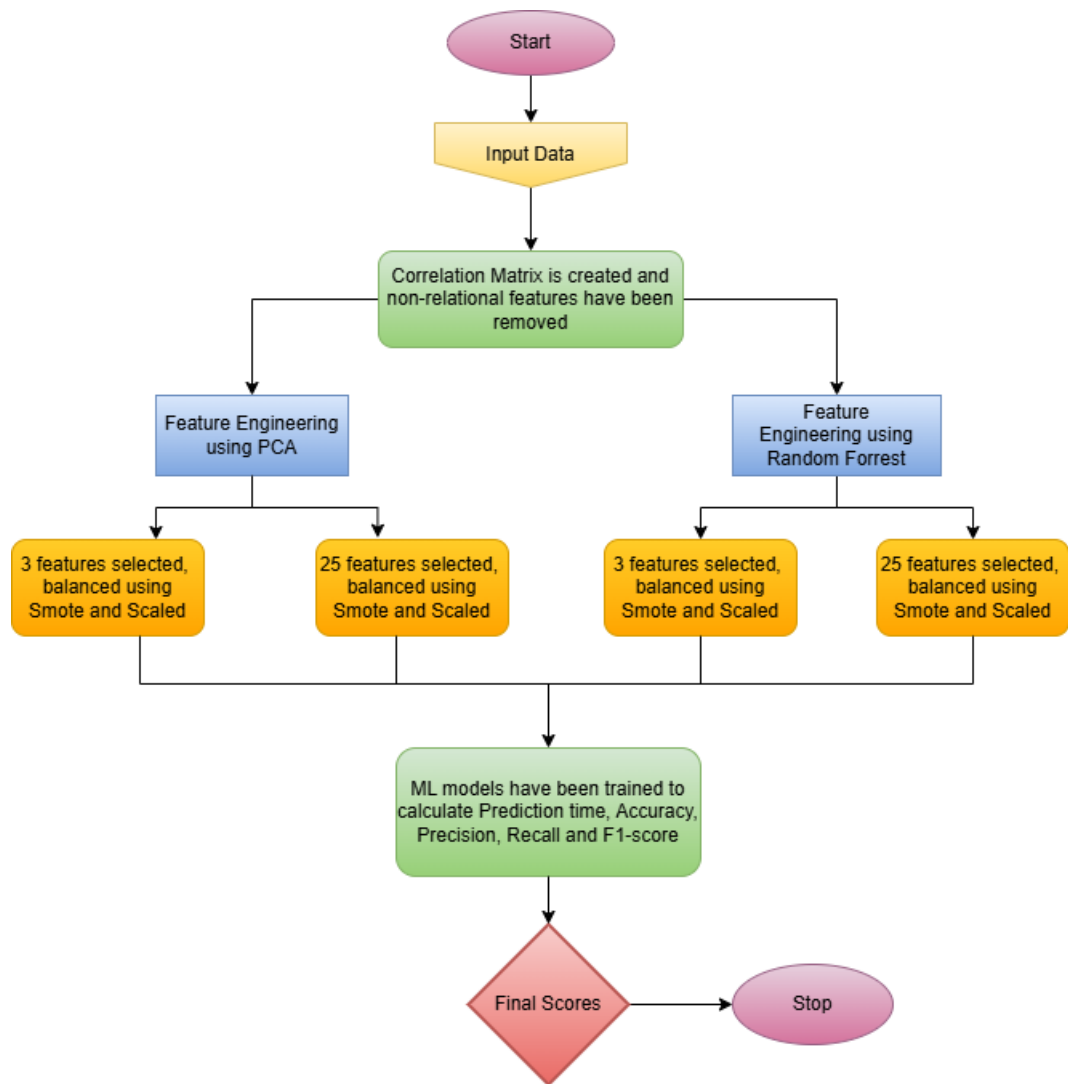 Start
Input Data
Correlation Matrix is created and
non-relational features have been
removed
Feature Engineering
using PCA
Feature
Engineering using
Random Forrest
3 features selected,
balanced using
Smote and Scaled
25 features selected,
balanced using
Smote and Scaled
3 features selected,
balanced using
Smote and Scaled
25 features selected,
balanced using
Smote and Scaled
ML models have been trained to
calculate Prediction time, Accuracy,
Precision, Recall and F1-score
Final Scores
Stop